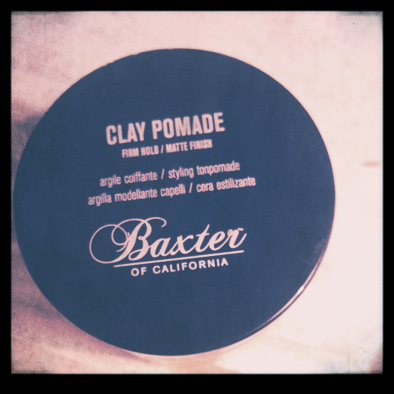 CLAY POMADE
FIRM HOLD / MATTE FINISH
argile coiffante / styling tonpomade
argilla modellante capelli / cera estilizante
Baxter
OF CALIFORNIA